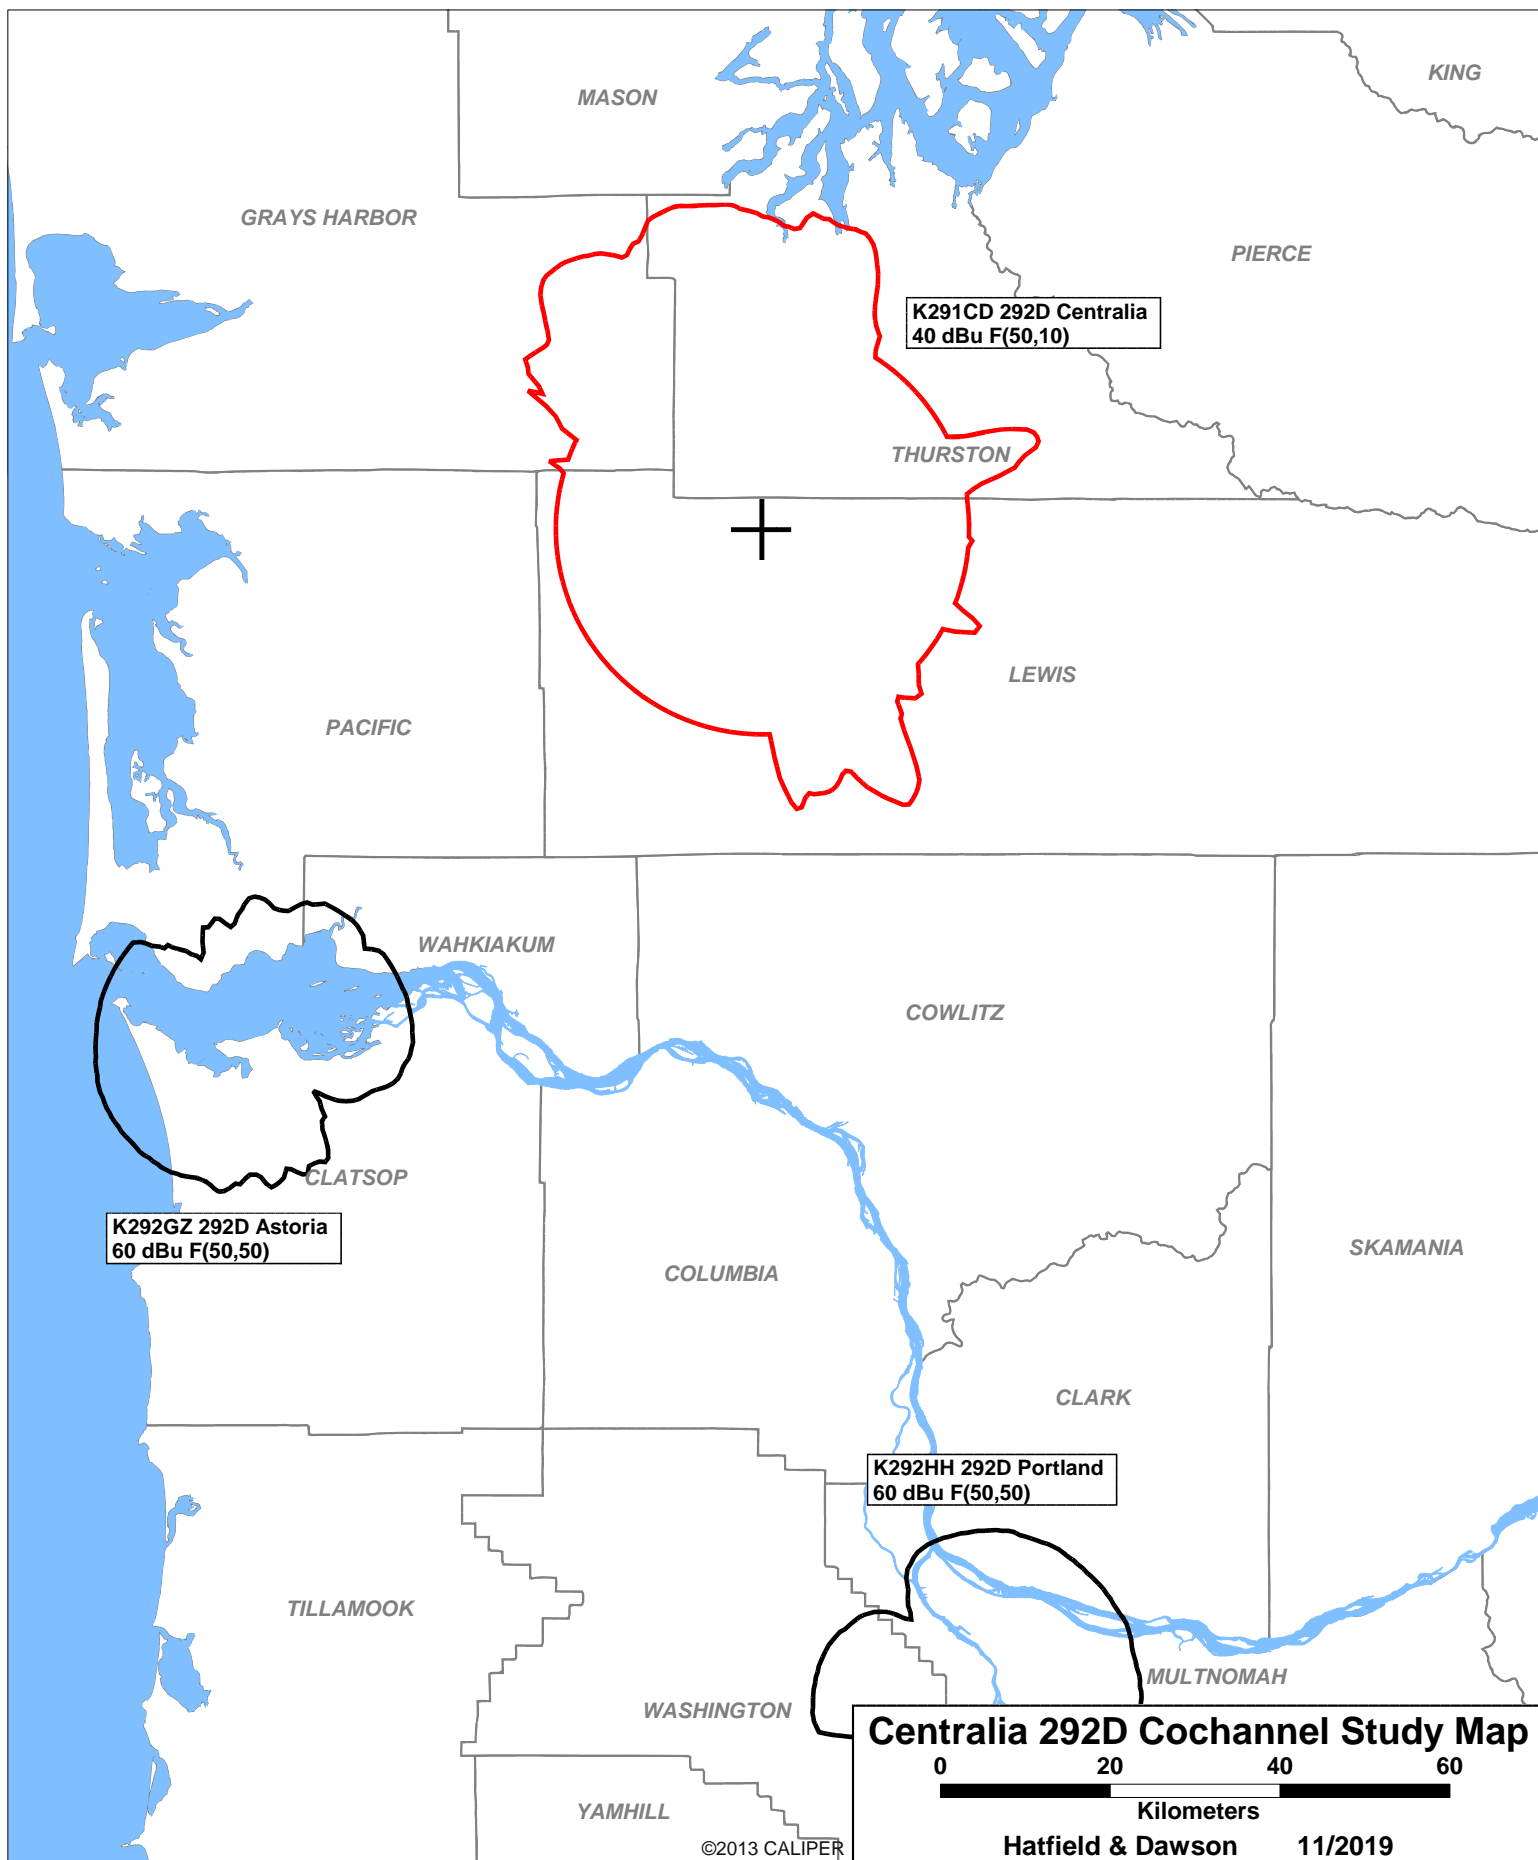 KING
MASON
GRAYS HARBOR
PIERCE
K291CD 292D Centralia
40 dBu F(50,10)
THURSTON
LEWIS
PACIFIC
WAHKIAKUM
COWLITZ
CLATSOP
K292GZ 292D Astoria
60 dBu F(50,50)
SKAMANIA
COLUMBIA
CLARK
K292HH 292D Portland
60 dBu F(50,50)
TILLAMOOK
MULTNOMAH
WASHINGTON
Centralia 292D Cochannel Study Map
0 20 40 60
Kilometers
YAMHILL
©2013 CALIPER
Hatfield & Dawson 11/2019